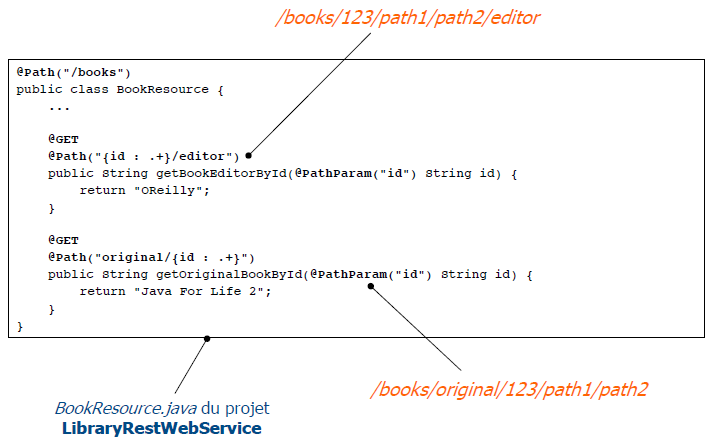 /books/123/path1/path2/editor
@Path("/books")
public class BookResource {
...
@GET
@Path("{id : .+}/editor")
public String getBookEditorById(@PathParam("id") String id) {
return "OReilly";
}
@GET
@Path("original/{id : .+}")
public String getOriginalBookById(@PathParam("id") String id) {
return "Java For Life 2";
}
}
/books/original/123/path1/path2
BookResource.java du projet
LibraryRestWebService